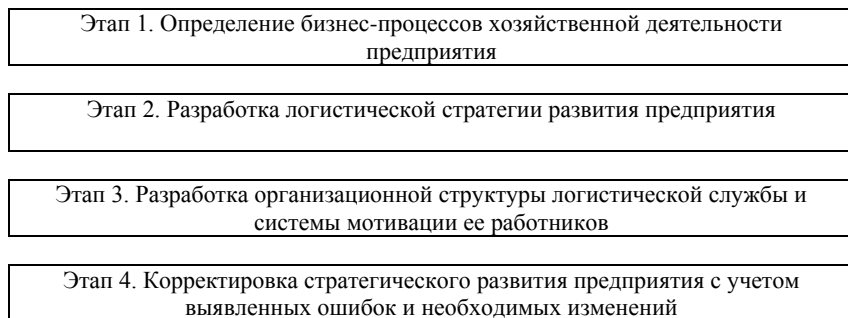 Этап 1. Определение бизнес-процессов хозяйственной деятельности
предприятия
Этап 2. Разработка логистической стратегии развития предприятия
Этап 3. Разработка организационной структуры логистической службы и
системы мотивации ее работников
Этап 4. Корректировка стратегического развития предприятия с учетом
выявленных ошибок и необходимых изменений